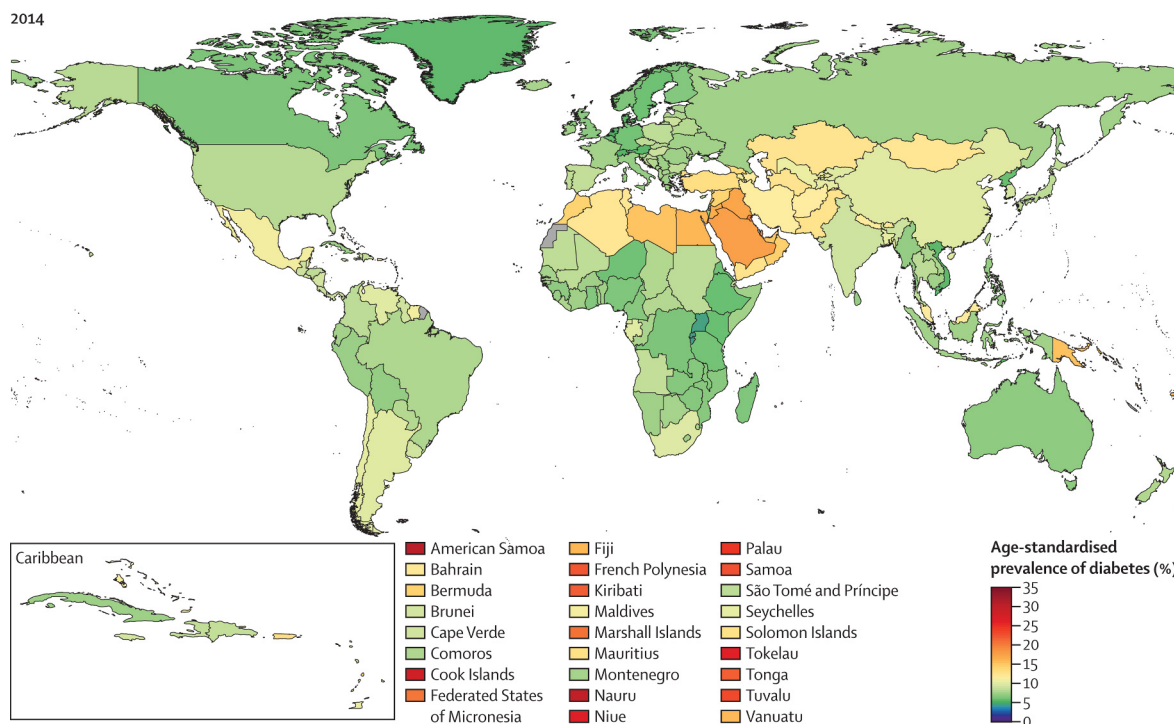 2014
Caribbean
American Samoa
Bahrain
Bermuda
Brunei
Cape Verde
Comoros
Cook Islands
Federated States
of Micronesia
Fiji
French Polynesia
Kiribati
Maldives
Marshall Islands
Mauritius
Montenegro
Nauru
Niue
Palau
Samoa
São Tomé and Príncipe
Seychelles
Solomon Islands
Tokelau
Tonga
Tuvalu
Vanuatu
Age-standardised
prevalence of diabetes (%)
35
30
25
20
15
10
5
0